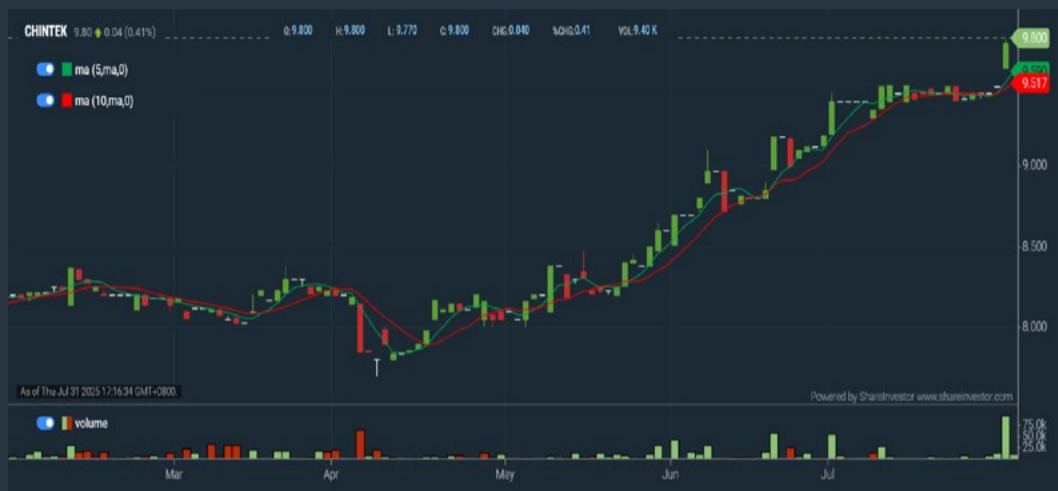 CHINTEK 9.80 0.04 (0.41%) O:9.800 H:9.800 L:9.770 C:9.800 CHG:0.040 %CHG:0.41 VOL:9.40 K
9.800
ma (5,ma,0)
9.590
9.517
ma (10,ma,0)
9.000
8.500
8.000
As of Thu Jul 31 2025 17:16:34 GMT+0800.
Powered by ShareInvestor www.shareinvestor.com
volume
75.0k
50.0k
25.0k
Mar Apr May Jun Jul